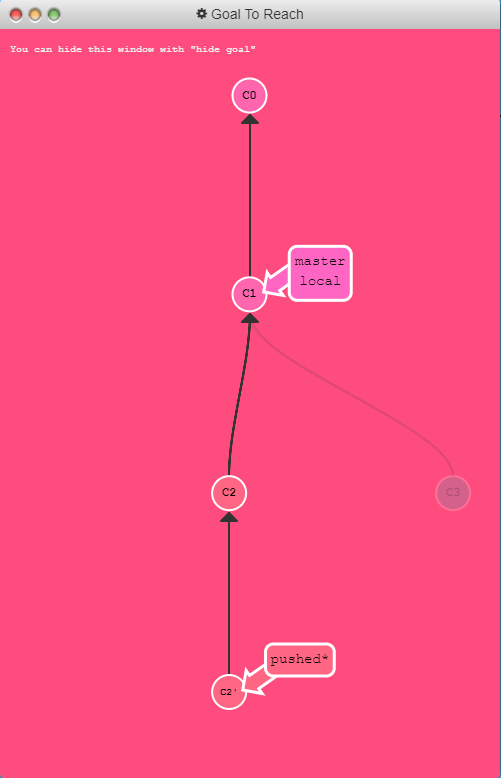 Goal To Reach
You can hide this window with "hide goal"
C0
master
local
C1
C2
C3
pushed*
C2'